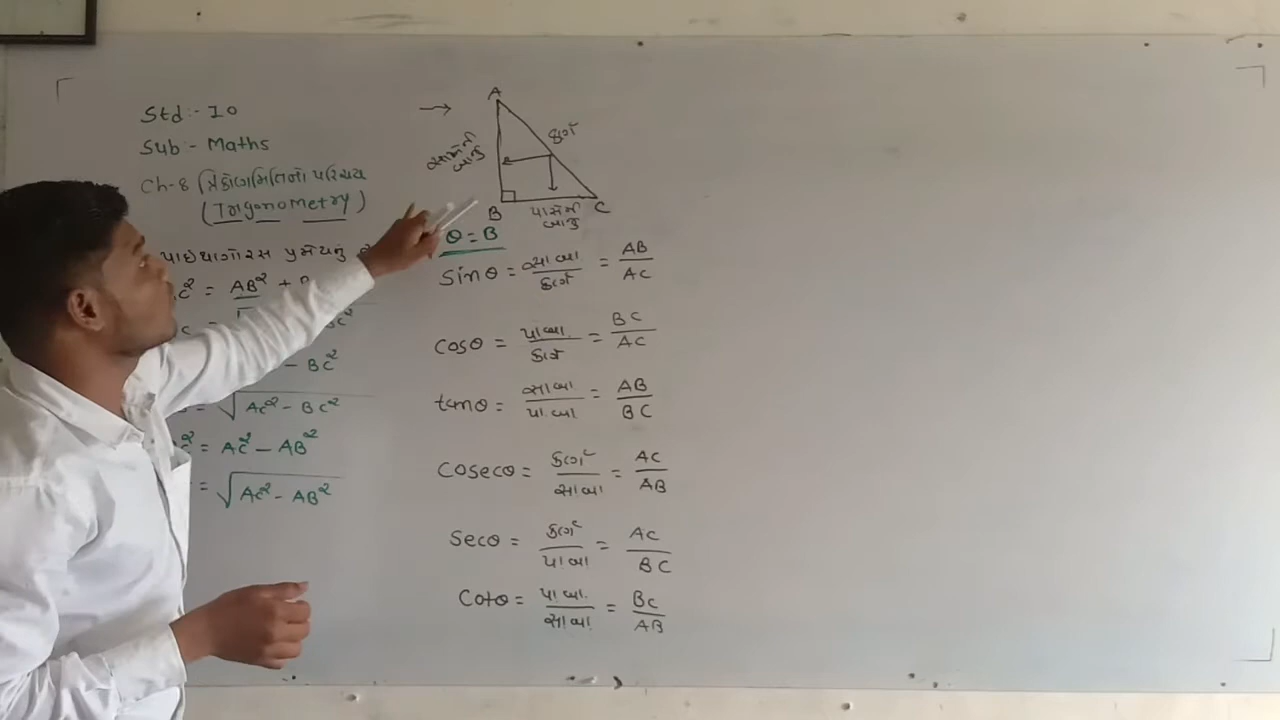 Std:- 10
Sub:- Maths
Ch-8 ત્રિકોણમિતિનો પરિચય
(Trigonometry)
પાઇથાગોરસ પ્રમેયનું
= AB² +
BC²
- BC²
= √AC² - BC²
= AC² - AB²
= √AC² - AB²
A
સામેની બાજુ
કર્ણ
B
પાસેની બાજુ
C
θ = B
sinθ = સા.બા / કર્ણ = AB / AC
cosθ = પા.બા. / કર્ણ = BC / AC
tanθ = સા.બા / પા.બા = AB / BC
Cosecθ = કર્ણ / સા.બા = AC / AB
Secθ = કર્ણ / પા.બા = AC / BC
Cotθ = પા.બા. / સા.બા. = BC / AB